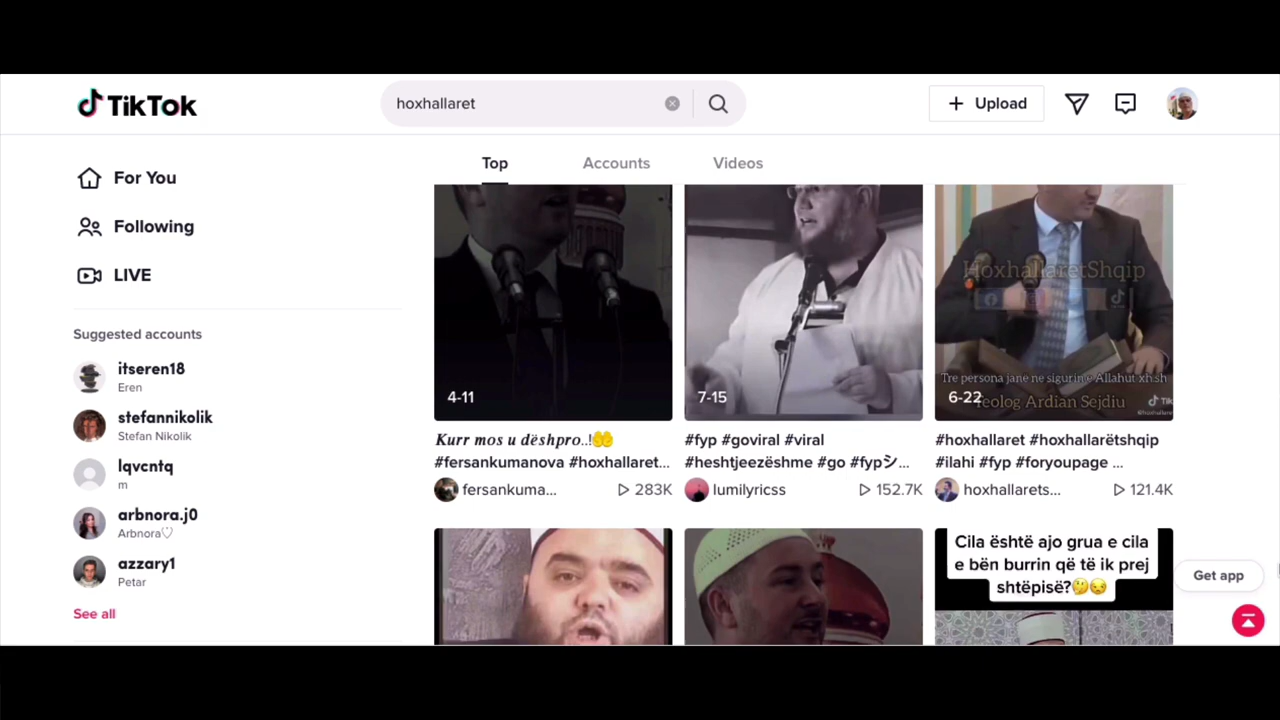 TikTok
hoxhallaret
Upload
Top
Accounts
Videos
For You
Following
LIVE
Suggested accounts
itseren18
Eren
stefannikolik
Stefan Nikolik
lqvcntq
m
arbnora.j0
Arbnora♡
azzary1
Petar
See all
4-11
Kurr mos u dëshpro..!🤲
#fersankumanova #hoxhallaret...
fersankuma...
283K
7-15
#fyp #goviral #viral
#heshtjeezëshme #go #fypシ...
lumilyricss
152.7K
HoxhallaretShqip
Tre persona jane ne sigurin e Allahut xh.sh
6-22
Teolog Ardian Sejdiu
#hoxhallaret #hoxhallarëtshqip
#ilahi #fyp #foryoupage ...
hoxhallarets...
121.4K
Cila është ajo grua e cila
e bën burrin që të ik prej
shtëpisë?🤔😒
Get app